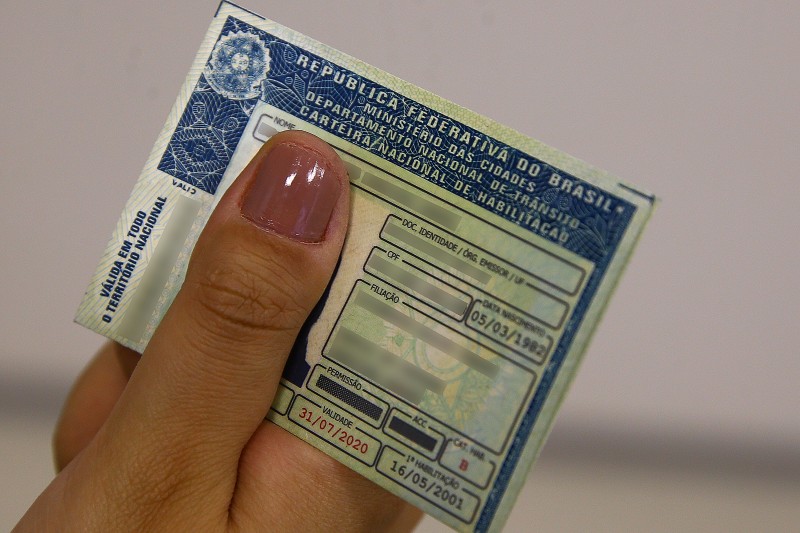 REPÚBLICA FEDERATIVA DO BRASIL
MINISTÉRIO DAS CIDADES
DEPARTAMENTO NACIONAL DE TRÂNSITO
CARTEIRA NACIONAL DE HABILITAÇÃO
NOME
VÁLIDA EM TODO
O TERRITÓRIO NACIONAL
DOC. IDENTIDADE / ÓRG. EMISSOR / UF
CPF
DATA NASCIMENTO
05/03/1982
FILIAÇÃO
PERMISSÃO
ACC
CAT. HAB.
B
VALIDADE
31/07/2020
1ª HABILITAÇÃO
16/05/2001